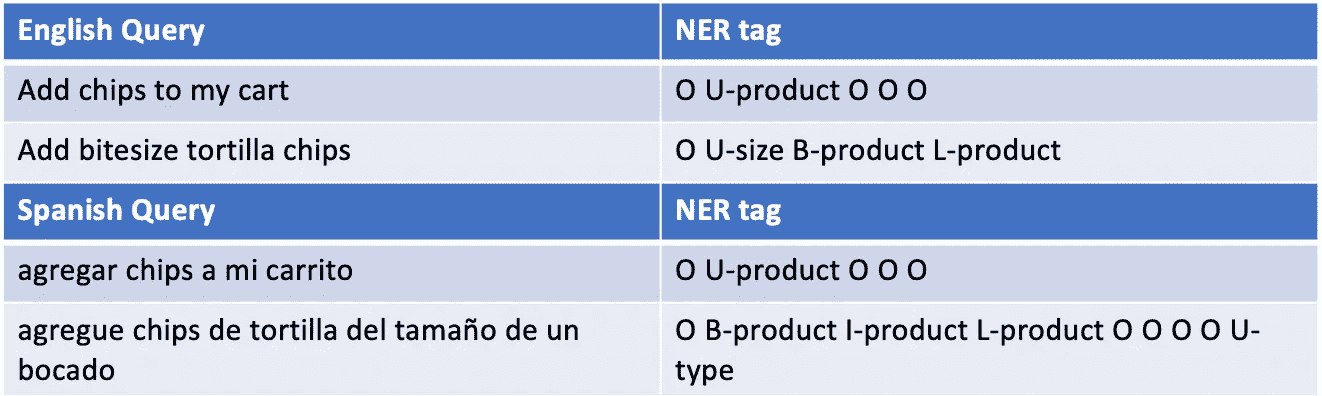 English Query
NER tag
Add chips to my cart
O U-product O O O
Add bitesize tortilla chips
O U-size B-product L-product
Spanish Query
NER tag
agregar chips a mi carrito
O U-product O O O
agregue chips de tortilla del tamaño de un
bocado
O B-product I-product L-product O O O O U-
type